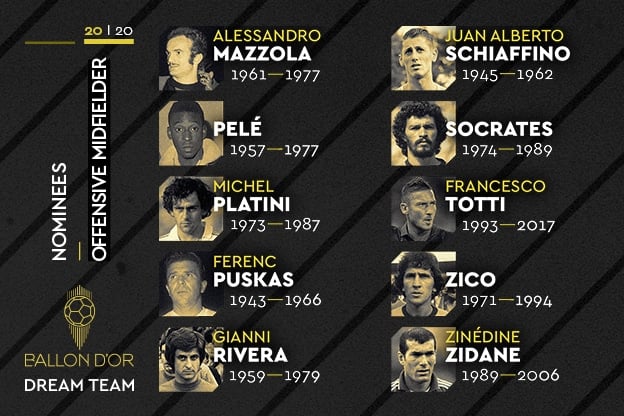 20 | 20
NOMINEES
OFFENSIVE MIDFIELDER
BALLON D'OR
DREAM TEAM
ALESSANDRO
MAZZOLA
1961—1977
PELÉ
1957—1977
MICHEL
PLATINI
1973—1987
FERENC
PUSKAS
1943—1966
GIANNI
RIVERA
1959—1979
JUAN ALBERTO
SCHIAFFINO
1945—1962
SOCRATES
1974—1989
FRANCESCO
TOTTI
1993—2017
ZICO
1971—1994
ZINÉDINE
ZIDANE
1989—2006